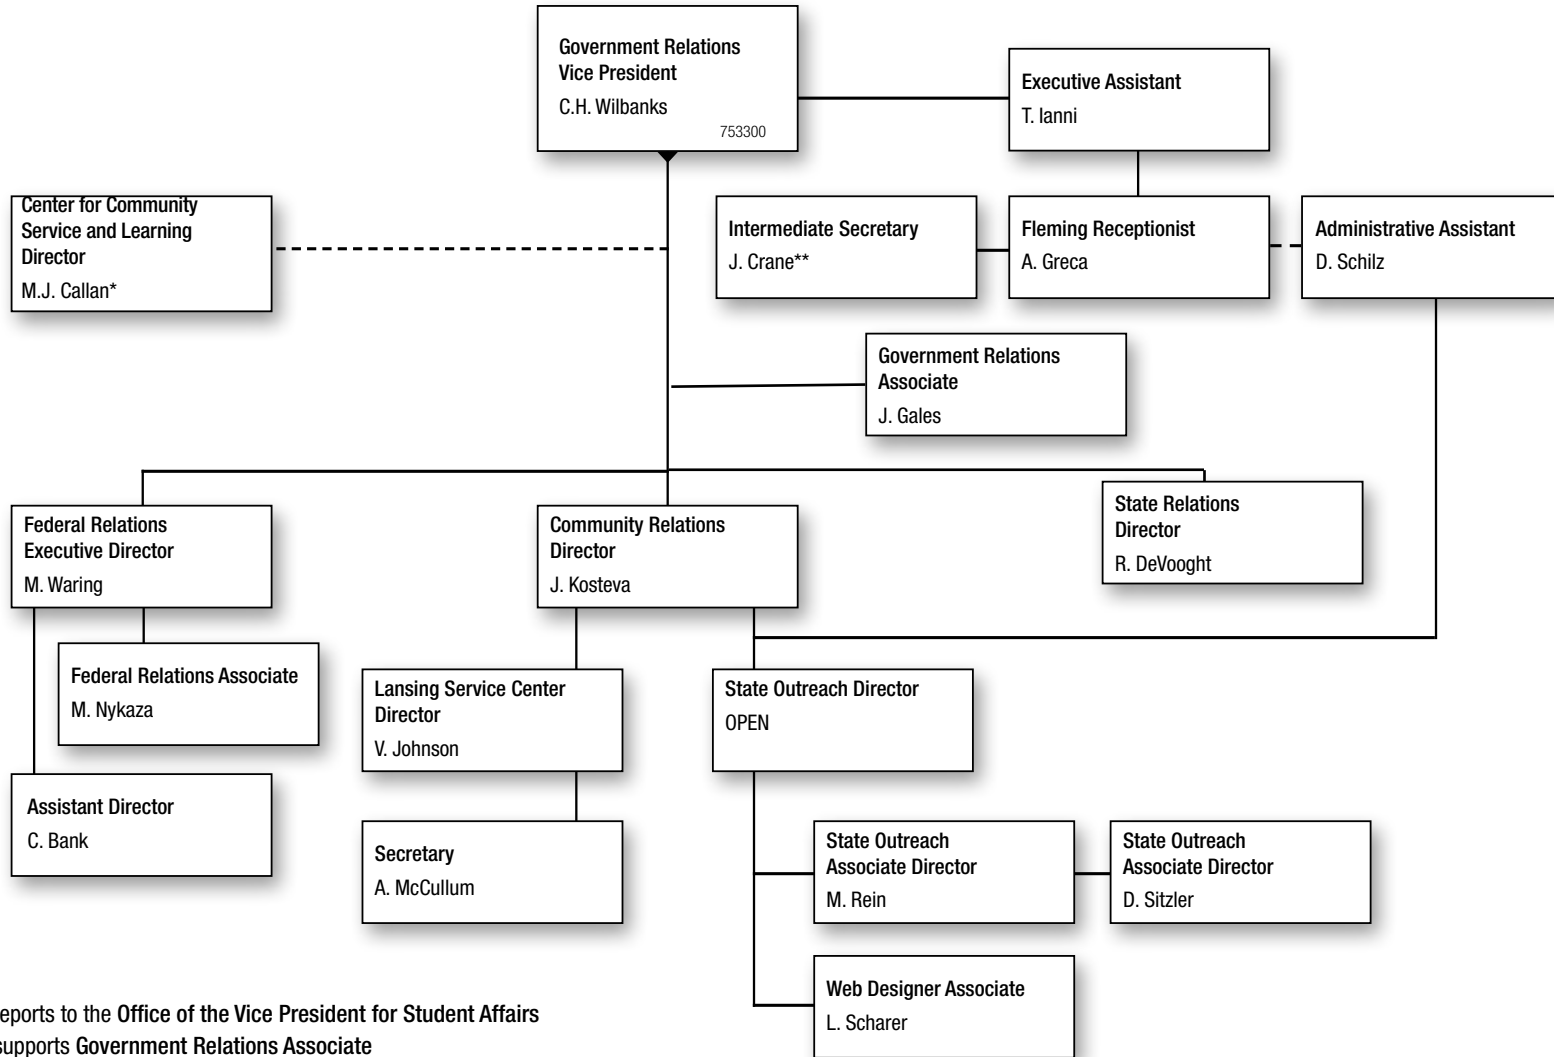 Government Relations
Vice President
C.H. Wilbanks
753300
Executive Assistant
T. Ianni
Center for Community
Service and Learning
Director
M.J. Callan*
Intermediate Secretary
J. Crane**
Fleming Receptionist
A. Greca
Administrative Assistant
D. Schilz
Government Relations
Associate
J. Gales
Federal Relations
Executive Director
M. Waring
Community Relations
Director
J. Kosteva
State Relations
Director
R. DeVooght
Federal Relations Associate
M. Nykaza
Lansing Service Center
Director
V. Johnson
State Outreach Director
OPEN
Assistant Director
C. Bank
Secretary
A. McCullum
State Outreach
Associate Director
M. Rein
State Outreach
Associate Director
D. Sitzler
Web Designer Associate
L. Scharer
eports to the Office of the Vice President for Student Affairs
supports Government Relations Associate